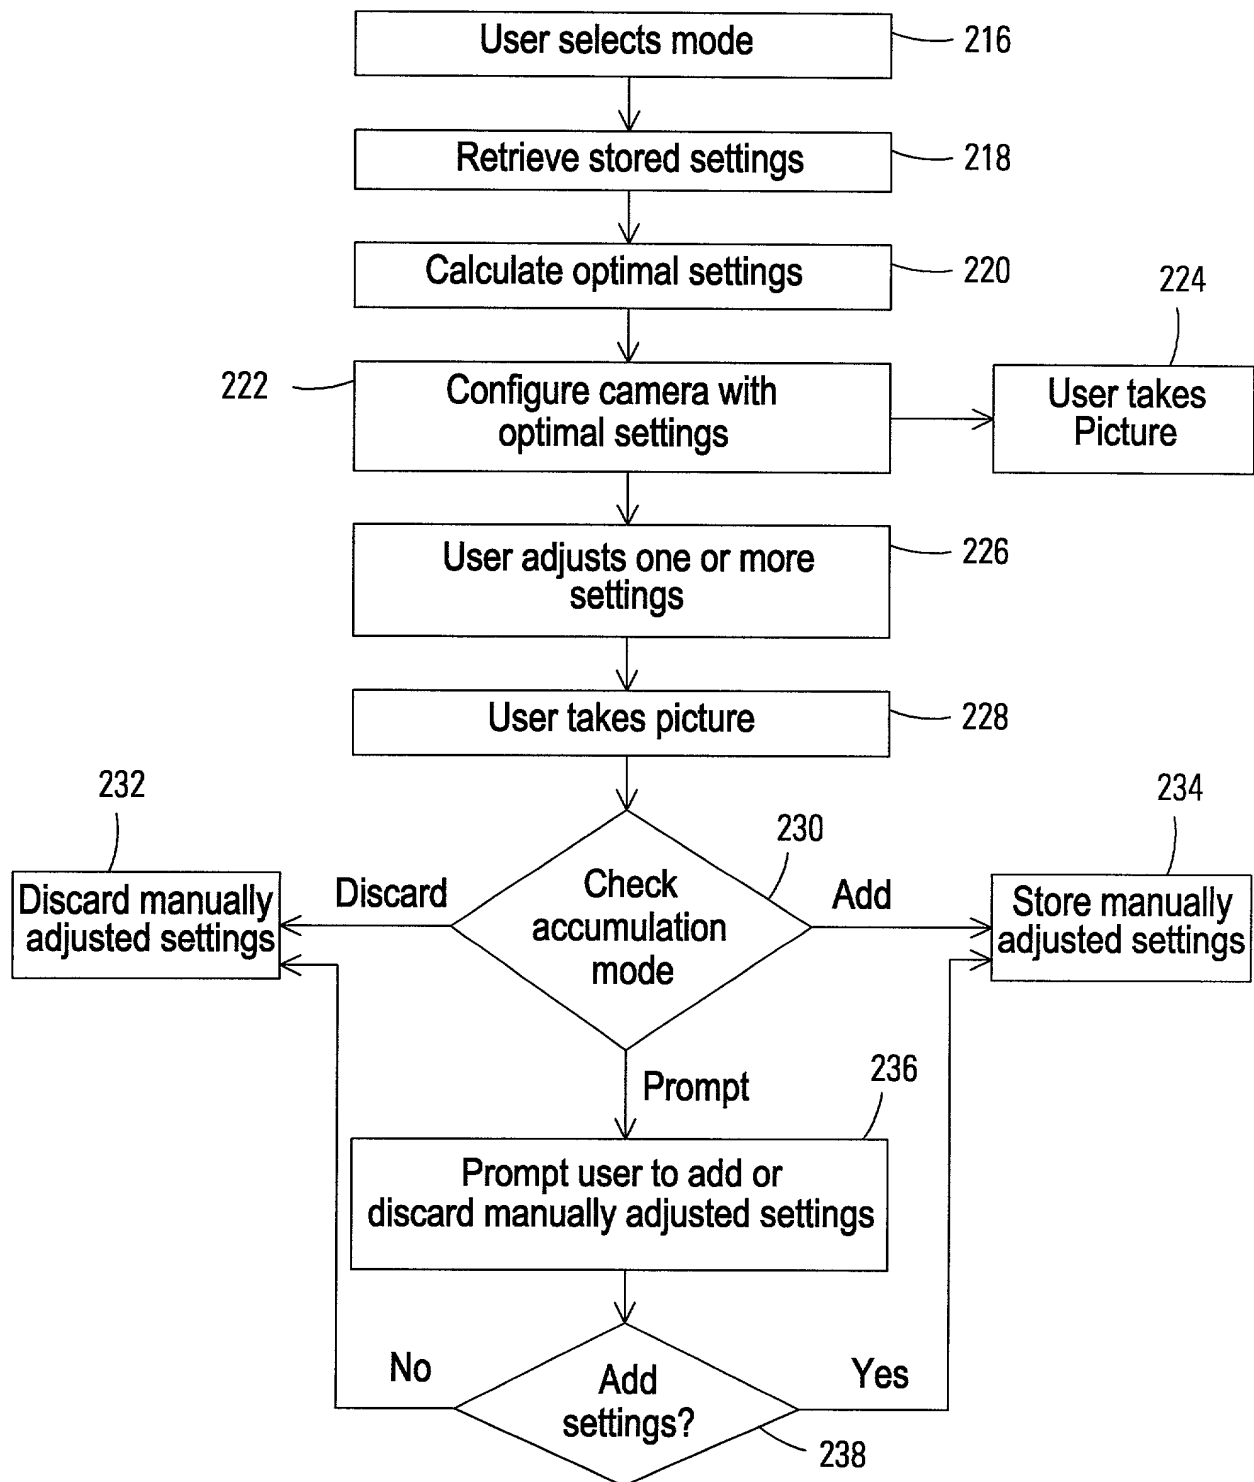 User selects mode
216
Retrieve stored settings
218
Calculate optimal settings
220
224
222
Configure camera with
optimal settings
User takes
Picture
User adjusts one or more
settings
226
User takes picture
228
232
234
230
Discard manually
adjusted settings
Discard
Check
accumulation
mode
Add
Store manually
adjusted settings
Prompt
236
Prompt user to add or
discard manually adjusted settings
No
Add
settings?
Yes
238